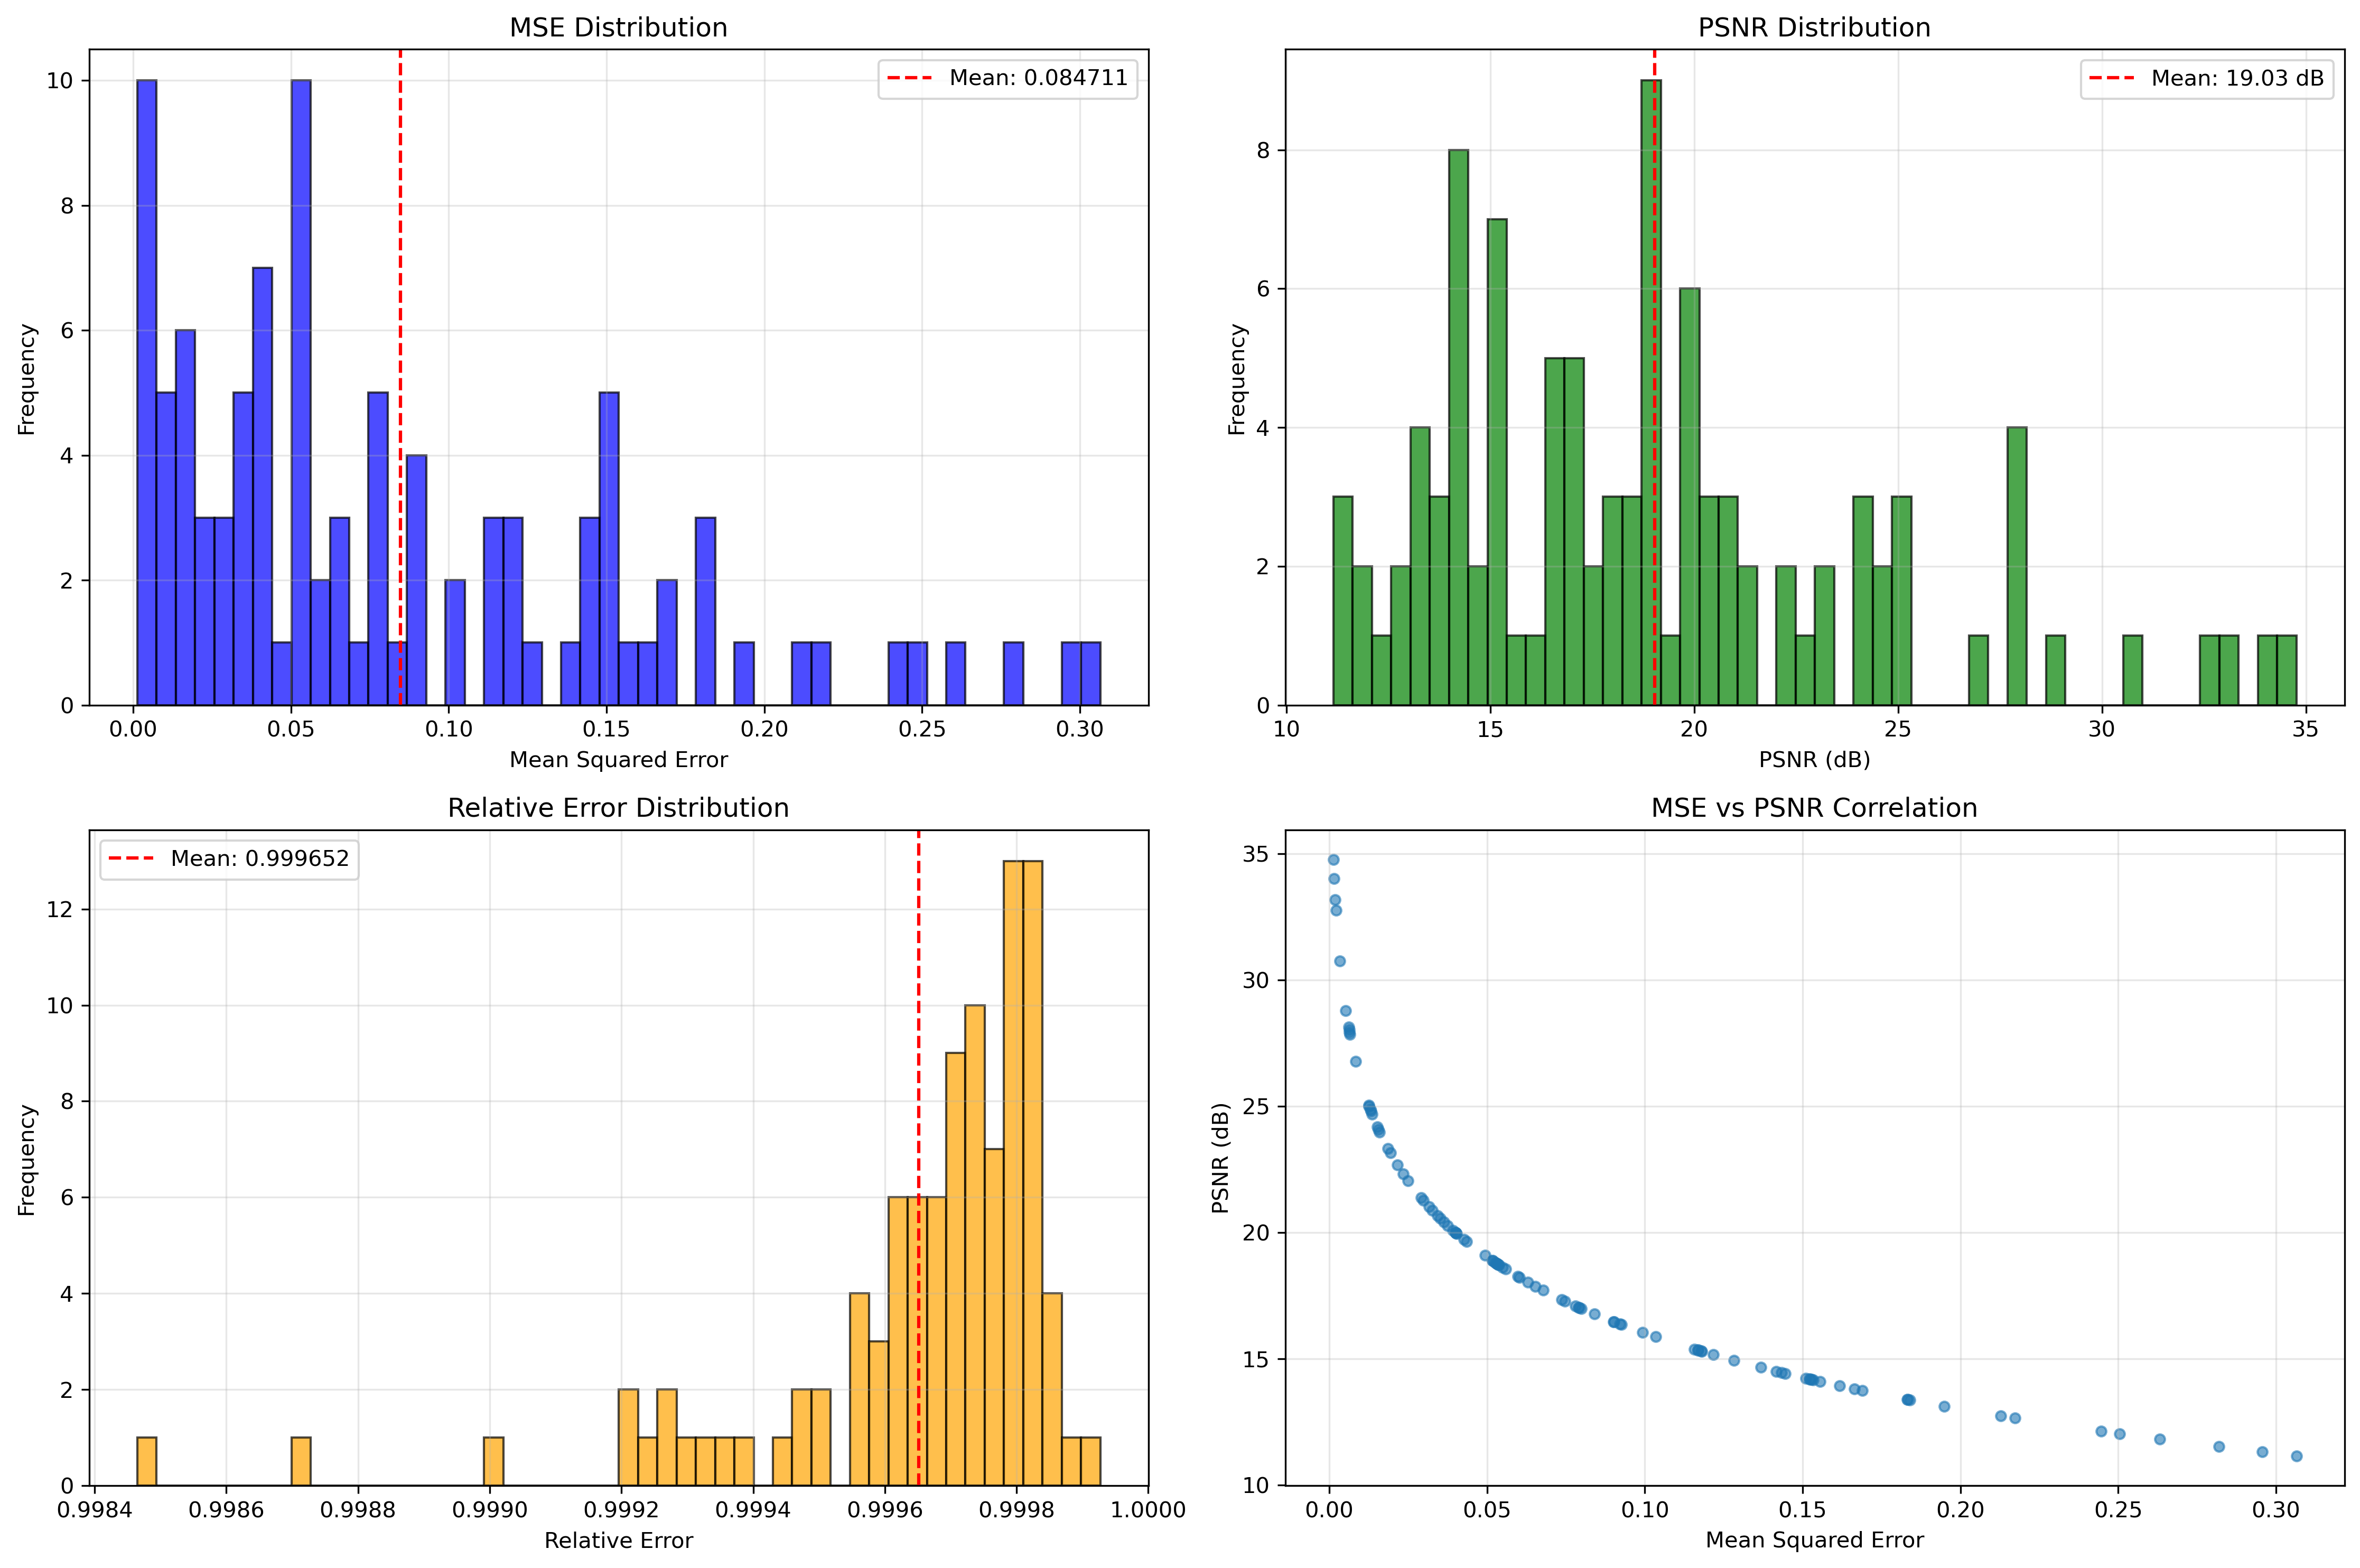 MSE Distribution
Mean: 0.084711
Frequency
10
8
6
4
2
0
0.00 0.05 0.10 0.15 0.20 0.25 0.30
Mean Squared Error
PSNR Distribution
Mean: 19.03 dB
Frequency
8
6
4
2
0
10 15 20 25 30 35
PSNR (dB)
Relative Error Distribution
Mean: 0.999652
Frequency
12
10
8
6
4
2
0
0.9984 0.9986 0.9988 0.9990 0.9992 0.9994 0.9996 0.9998 1.0000
Relative Error
MSE vs PSNR Correlation
PSNR (dB)
35
30
25
20
15
10
0.00 0.05 0.10 0.15 0.20 0.25 0.30
Mean Squared Error